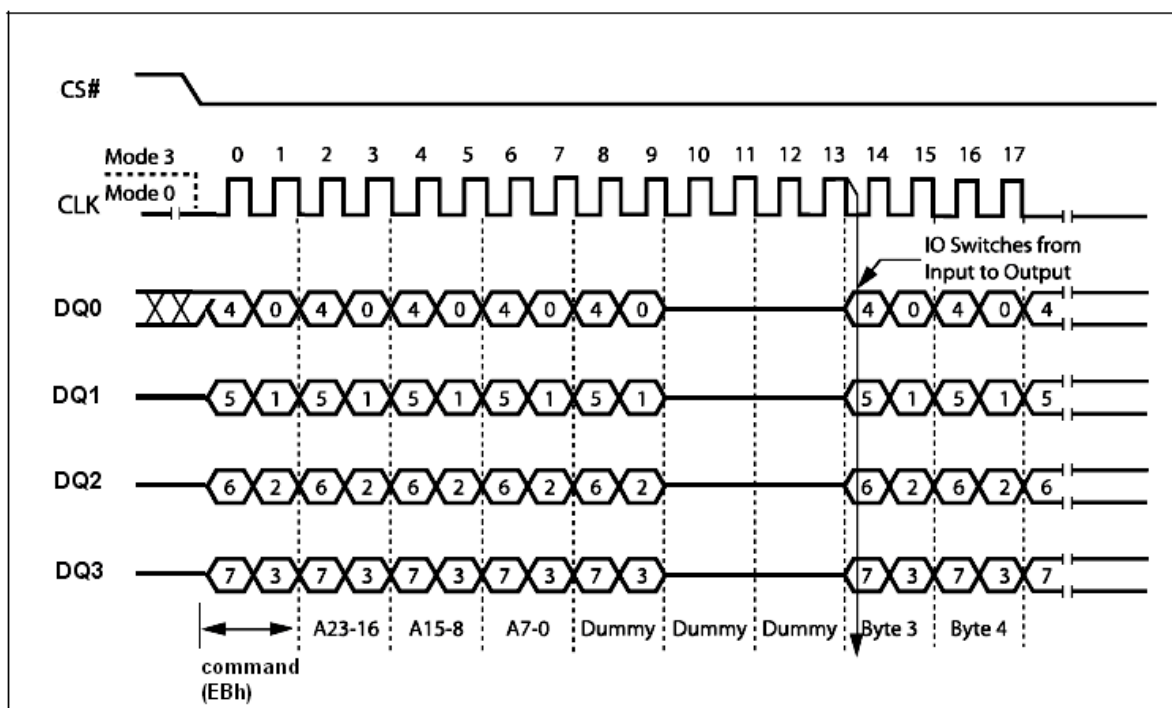 CS#
Mode 3
0 1 2 3 4 5 6 7 8 9 10 11 12 13 14 15 16 17
Mode 0
CLK
IO Switches from
Input to Output
DQ0 4 0 4 0 4 0 4 0 4 0 4 0 4 0 4
DQ1 5 1 5 1 5 1 5 1 5 1 5 1 5 1 5
DQ2 6 2 6 2 6 2 6 2 6 2 6 2 6 2 6
DQ3 7 3 7 3 7 3 7 3 7 3 7 3 7 3 7
A23-16 A15-8 A7-0 Dummy Dummy Dummy Byte 3 Byte 4
command
(EBh)